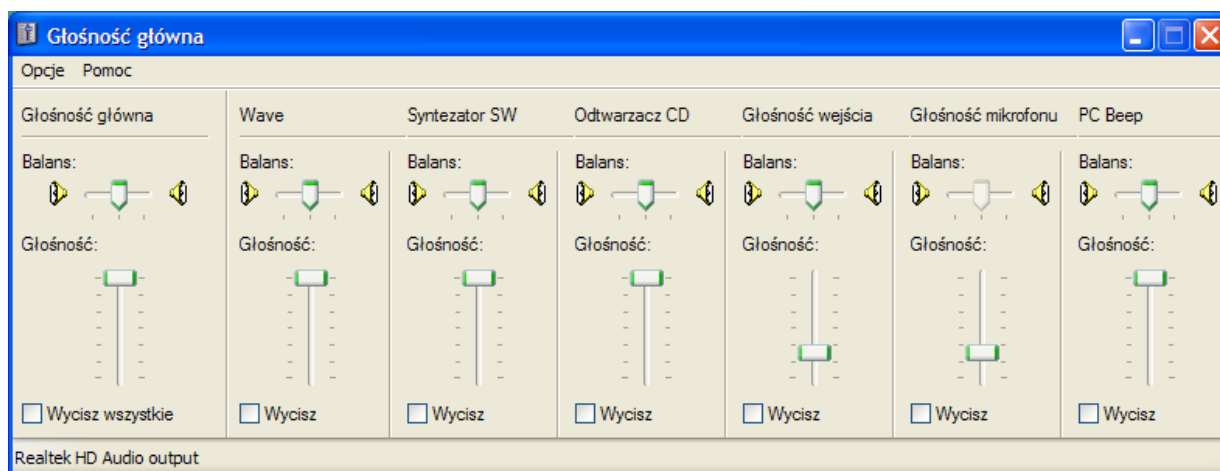 Głośność główna
Opcje Pomoc
Głośność główna Wave Syntezator SW Odtwarzacz CD Głośność wejścia Głośność mikrofonu PC Beep
Balans: Balans: Balans: Balans: Balans: Balans: Balans:
Głośność: Głośność: Głośność: Głośność: Głośność: Głośność: Głośność:
Wycisz wszystkie Wycisz Wycisz Wycisz Wycisz Wycisz Wycisz
Realtek HD Audio output